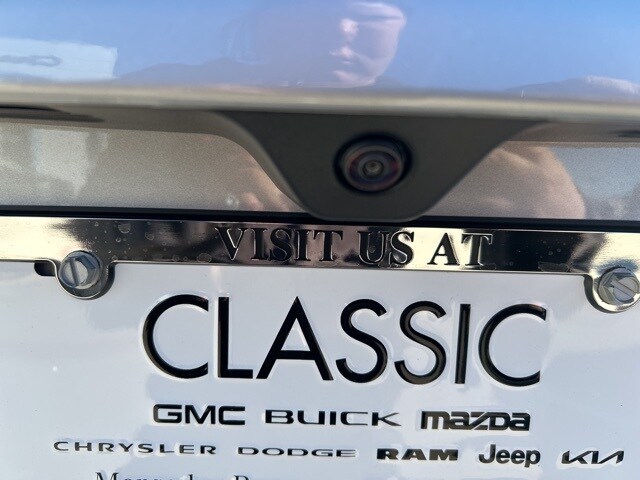 VISIT US AT
CLASSIC
GMC BUICK mazda
CHRYSLER DODGE RAM Jeep KIA